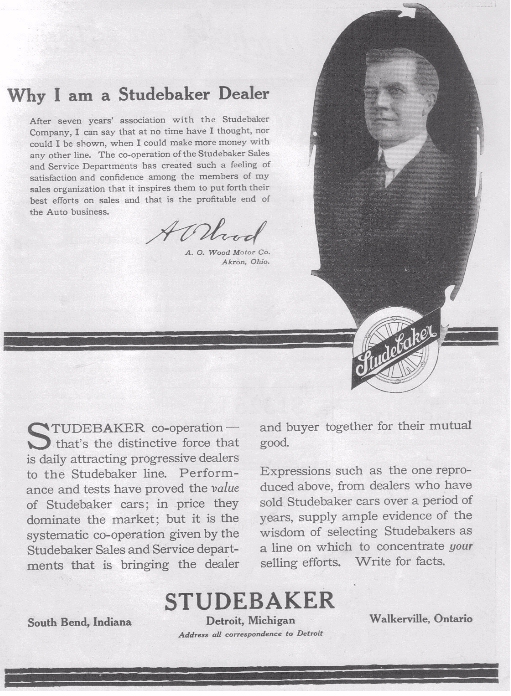 Why I am a Studebaker Dealer
After seven years' association with the Studebaker
Company, I can say that at no time have I thought, nor
could I be shown, when I could make more money with
any other line. The co-operation of the Studebaker Sales
and Service Departments has created such a feeling of
satisfaction and confidence among the members of my
sales organization that it inspires them to put forth their
best efforts on sales and that is the profitable end of
the Auto business.
A O Wood
A. O. Wood Motor Co.
Akron, Ohio.
Studebaker
STUDEBAKER co-operation—
that's the distinctive force that
is daily attracting progressive dealers
to the Studebaker line. Perform-
ance and tests have proved the value
of Studebaker cars; in price they
dominate the market; but it is the
systematic co-operation given by the
Studebaker Sales and Service depart-
ments that is bringing the dealer
and buyer together for their mutual
good.
Expressions such as the one repro-
duced above, from dealers who have
sold Studebaker cars over a period of
years, supply ample evidence of the
wisdom of selecting Studebakers as
a line on which to concentrate your
selling efforts. Write for facts.
STUDEBAKER
South Bend, Indiana Detroit, Michigan Walkerville, Ontario
Address all correspondence to Detroit